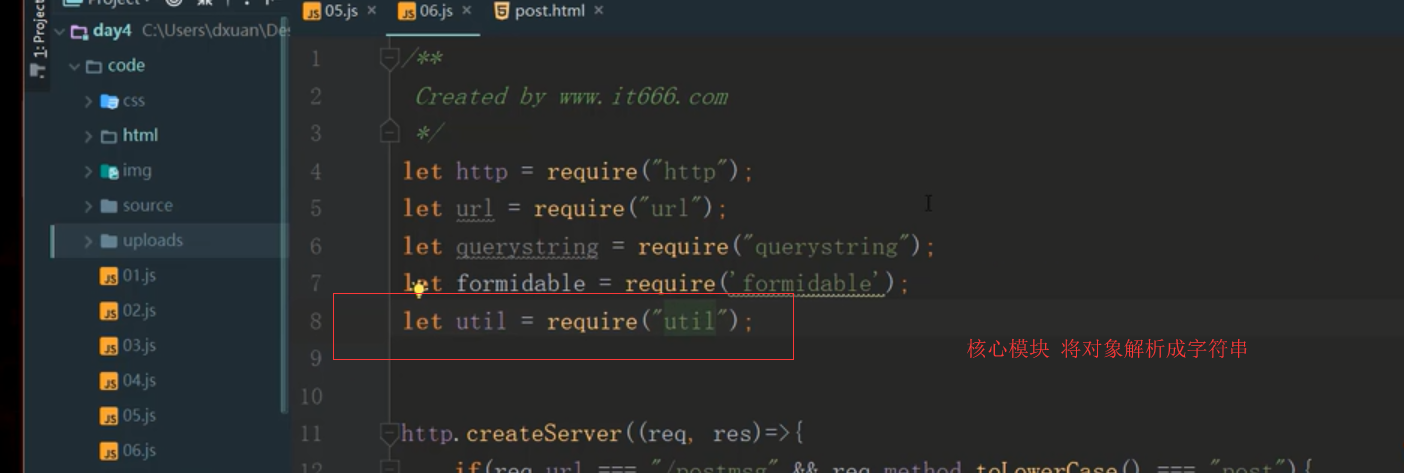 1: Project
day4 C:\Users\dxuan\Des
code
css
html
img
source
uploads
01.js
02.js
03.js
04.js
05.js
06.js
05.js ×
06.js ×
post.html ×
1 /**
2 Created by www.it666.com
3 */
4 let http = require("http");
5 let url = require("url");
6 let querystring = require("querystring");
7 let formidable = require('formidable');
8 let util = require("util");
9
10
11 http.createServer((req, res)=>{
12 if(req.url === "/postmsg" && req.method.toLowerCase() === "post"){
核心模块 将对象解析成字符串